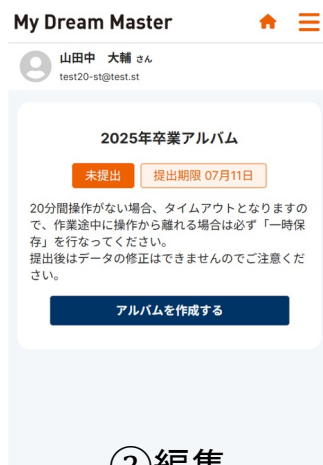 My Dream Master
山田中 大輔 さん
test20-st@test.st
2025年卒業アルバム
未提出 提出期限 07月11日
20分間操作がない場合、タイムアウトとなりますの
で、作業途中に操作から離れる場合は必ず「一時保
存」を行なってください。
提出後はデータの修正はできませんのでご注意くだ
さい。
アルバムを作成する
②編集